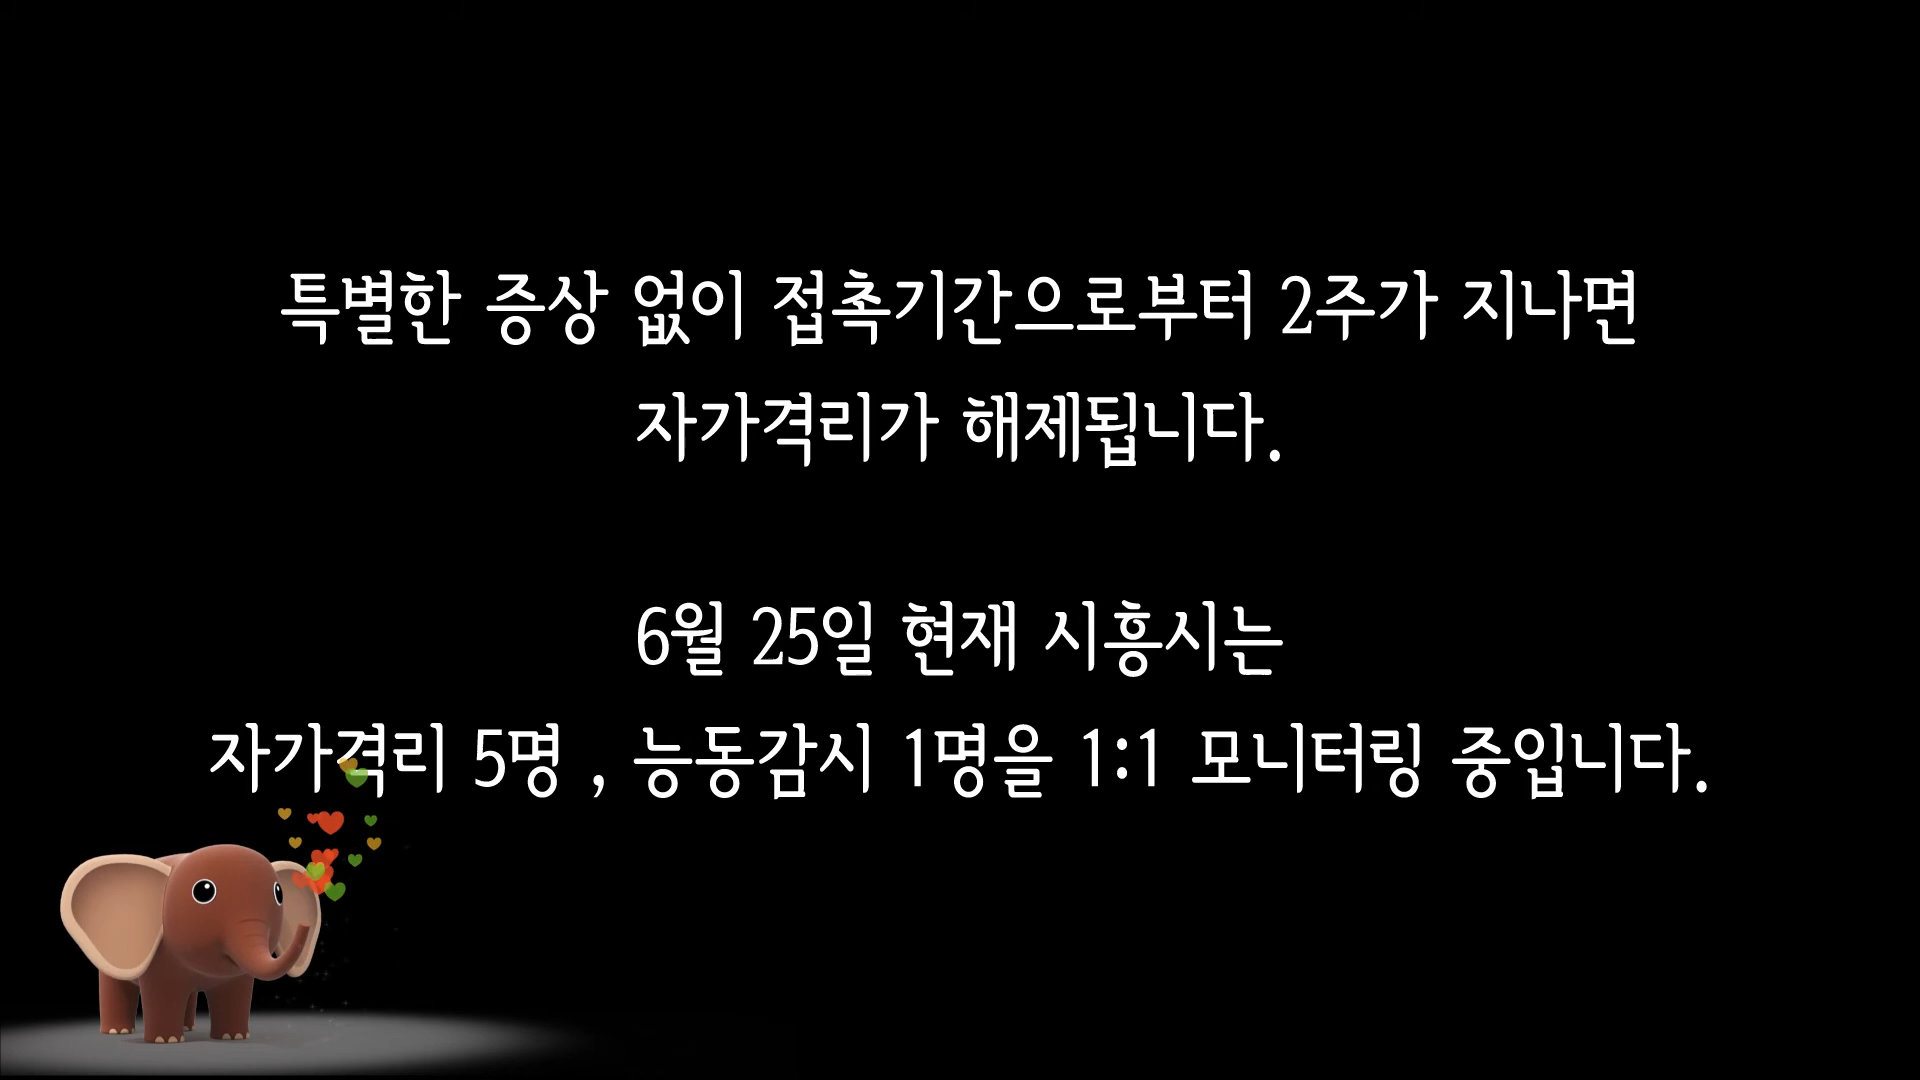 특별한 증상 없이 접촉기간으로부터 2주가 지나면
자가격리가 해제됩니다.
6월 25일 현재 시흥시는
자가격리 5명 , 능동감시 1명을 1:1 모니터링 중입니다.